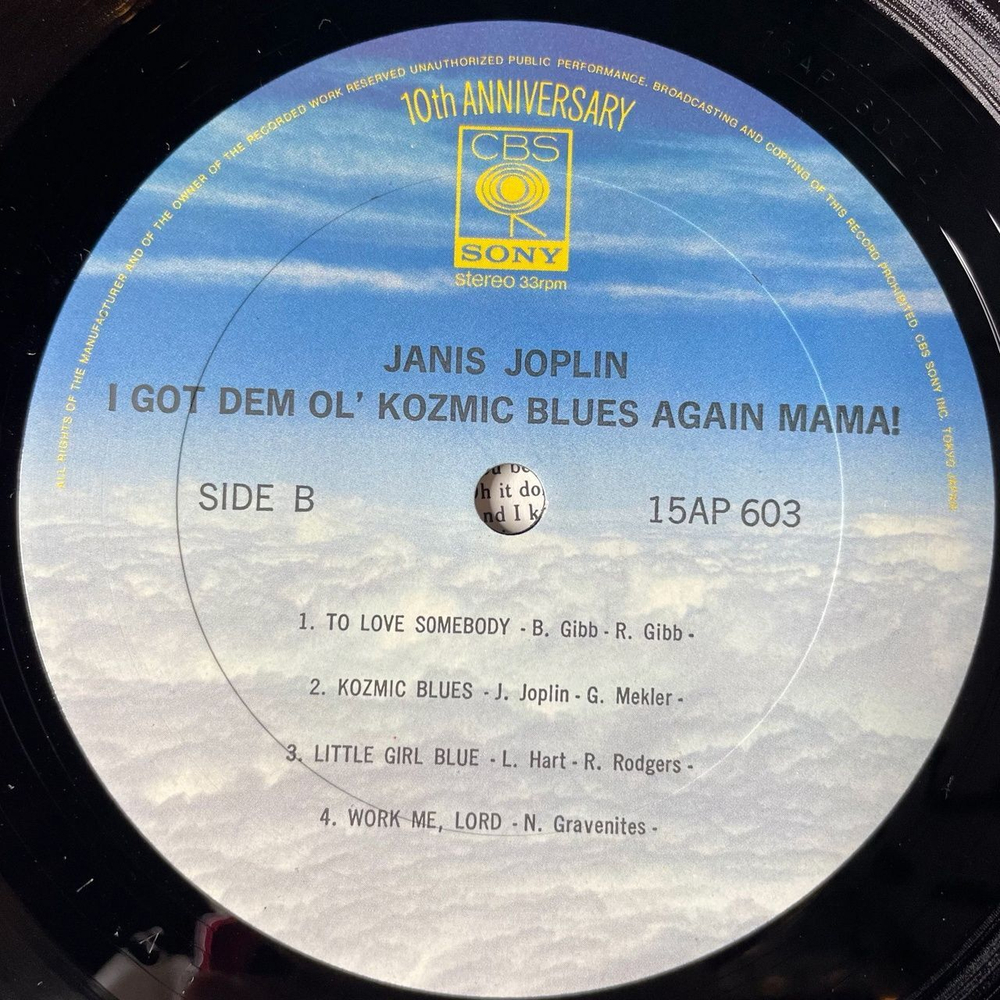 ALL RIGHTS OF THE MANUFACTURER AND OF THE OWNER OF THE RECORDED WORK RESERVED UNAUTHORIZED PUBLIC PERFORMANCE. BROADCASTING AND COPYING OF THIS RECORD PROHIBITED. CBS SONY INC. TOKYO JAPAN
10th ANNIVERSARY
CBS
SONY
stereo 33rpm
JANIS JOPLIN
I GOT DEM OL' KOZMIC BLUES AGAIN MAMA!
SIDE B
15AP 603
h it do
nd I k
1. TO LOVE SOMEBODY - B. Gibb - R. Gibb -
2. KOZMIC BLUES - J. Joplin - G. Mekler -
3. LITTLE GIRL BLUE - L. Hart - R. Rodgers -
4. WORK ME, LORD - N. Gravenites -